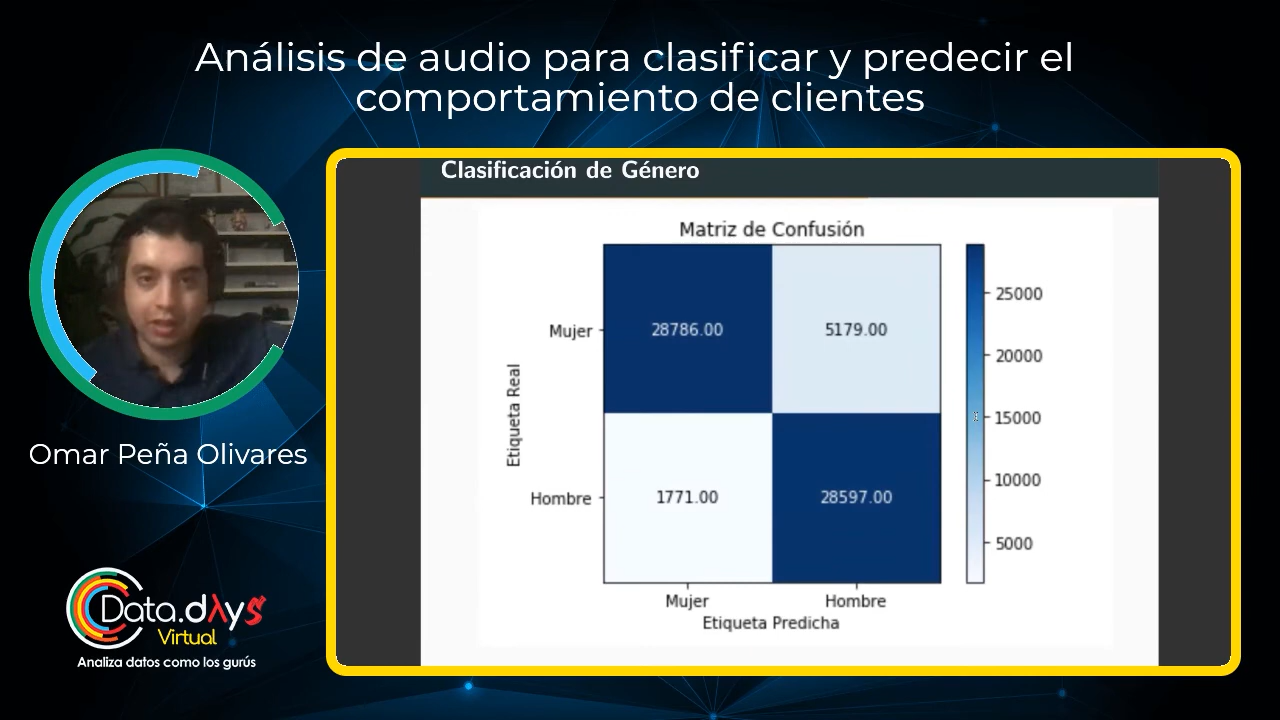 Análisis de audio para clasificar y predecir el
comportamiento de clientes
Clasificación de Género
Matriz de Confusión
Mujer
28786.00
5179.00
Hombre
1771.00
28597.00
Etiqueta Real
Mujer
Hombre
Etiqueta Predicha
25000
20000
15000
10000
5000
Omar Peña Olivares
Data.dAys
Virtual
Analiza datos como los gurús